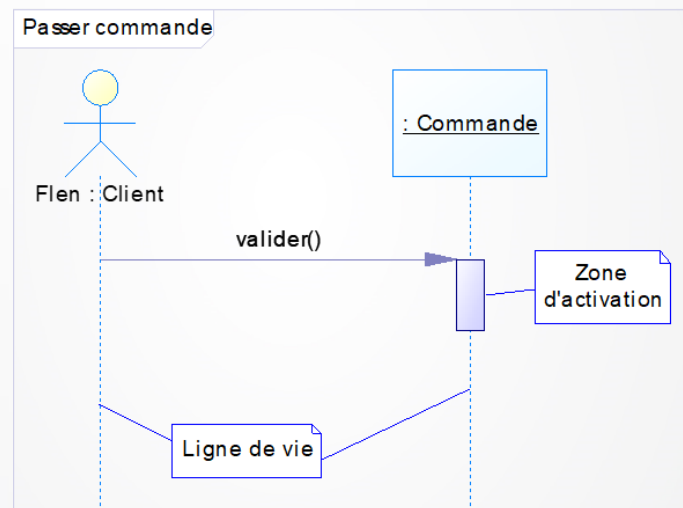 Passer commande
: Commande
Flen : Client
valider()
Zone
d'activation
Ligne de vie